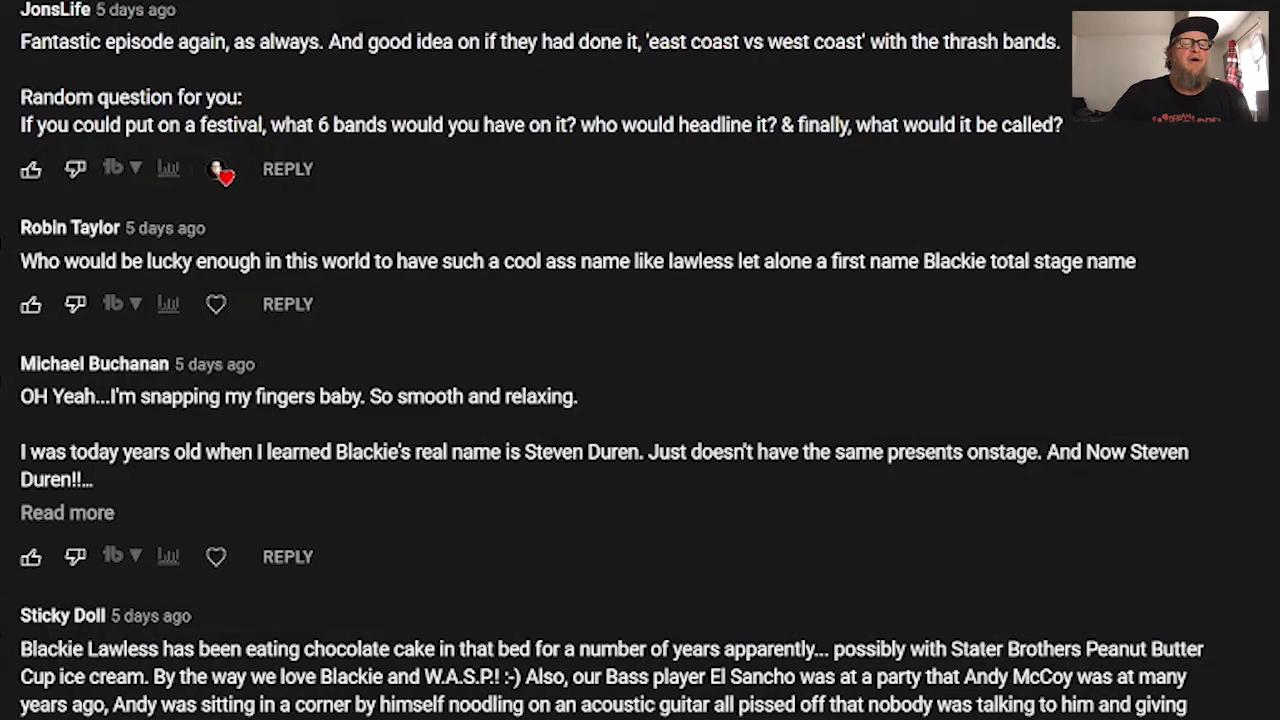 JonsLife 5 days ago
Fantastic episode again, as always. And good idea on if they had done it, 'east coast vs west coast' with the thrash bands.
Random question for you:
If you could put on a festival, what 6 bands would you have on it? who would headline it? & finally, what would it be called?
REPLY
Robin Taylor 5 days ago
Who would be lucky enough in this world to have such a cool ass name like lawless let alone a first name Blackie total stage name
REPLY
Michael Buchanan 5 days ago
OH Yeah...I'm snapping my fingers baby. So smooth and relaxing.
I was today years old when I learned Blackie's real name is Steven Duren. Just doesn't have the same presents onstage. And Now Steven
Duren!!...
Read more
REPLY
Sticky Doll 5 days ago
Blackie Lawless has been eating chocolate cake in that bed for a number of years apparently... possibly with Stater Brothers Peanut Butter
Cup ice cream. By the way we love Blackie and W.A.S.P.! :-) Also, our Bass player El Sancho was at a party that Andy McCoy was at many
years ago, Andy was sitting in a corner by himself noodling on an acoustic guitar all pissed off that nobody was talking to him and giving